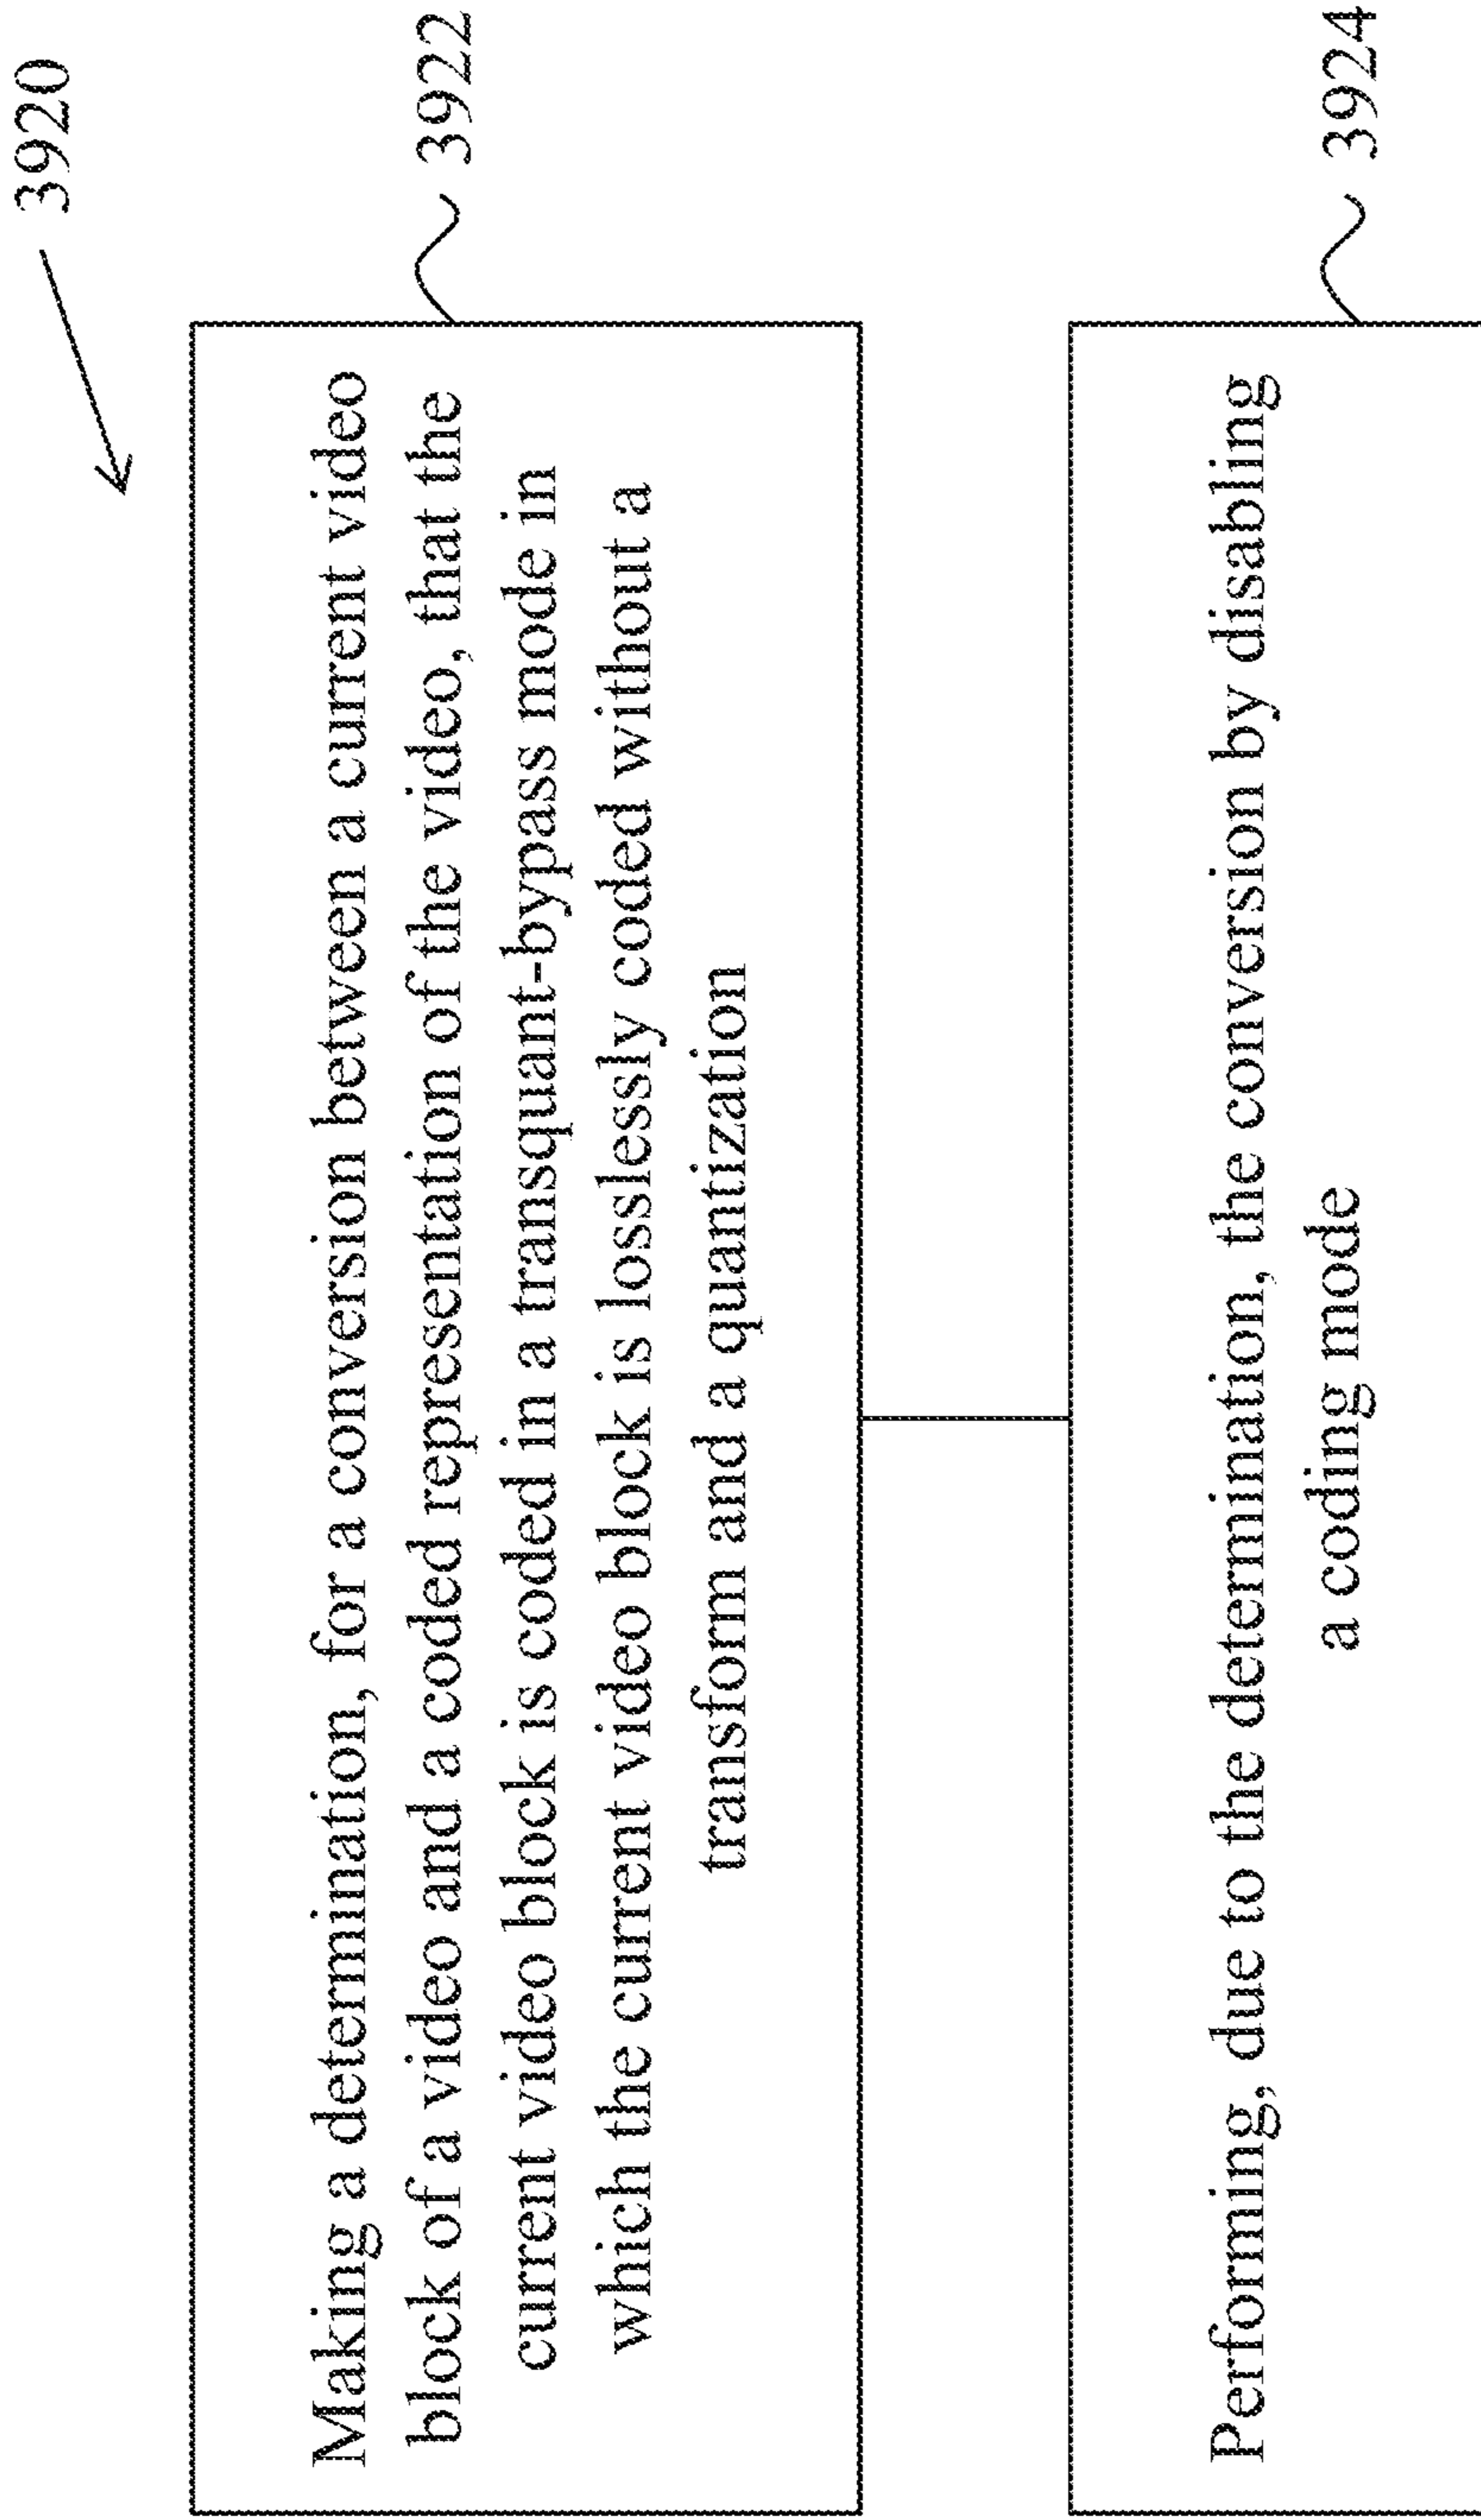 3920
Making a determination, for a conversion between a current video
block of a video and a coded representation of the video, that the
current video block is coded in a transquant-bypass mode in
which the current video block is losslessly coded without a
transform and a quantization
3922
Performing, due to the determination, the conversion by disabling
a coding mode
3924